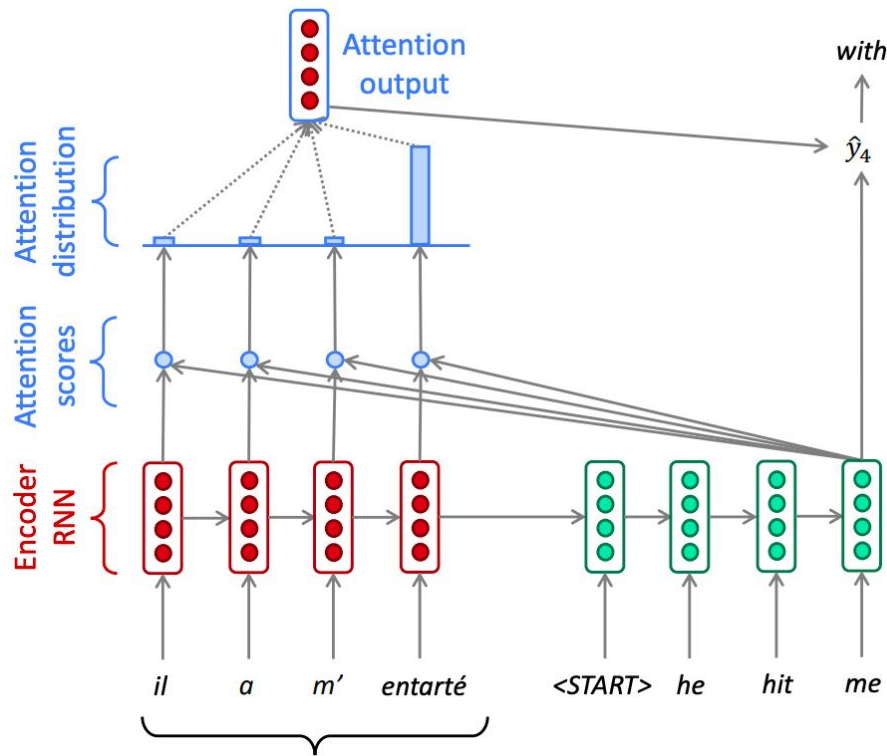 Attention
output
with
ŷ₄
Attention
distribution
Attention
scores
Encoder
RNN
il a m’ entarté <START> he hit me